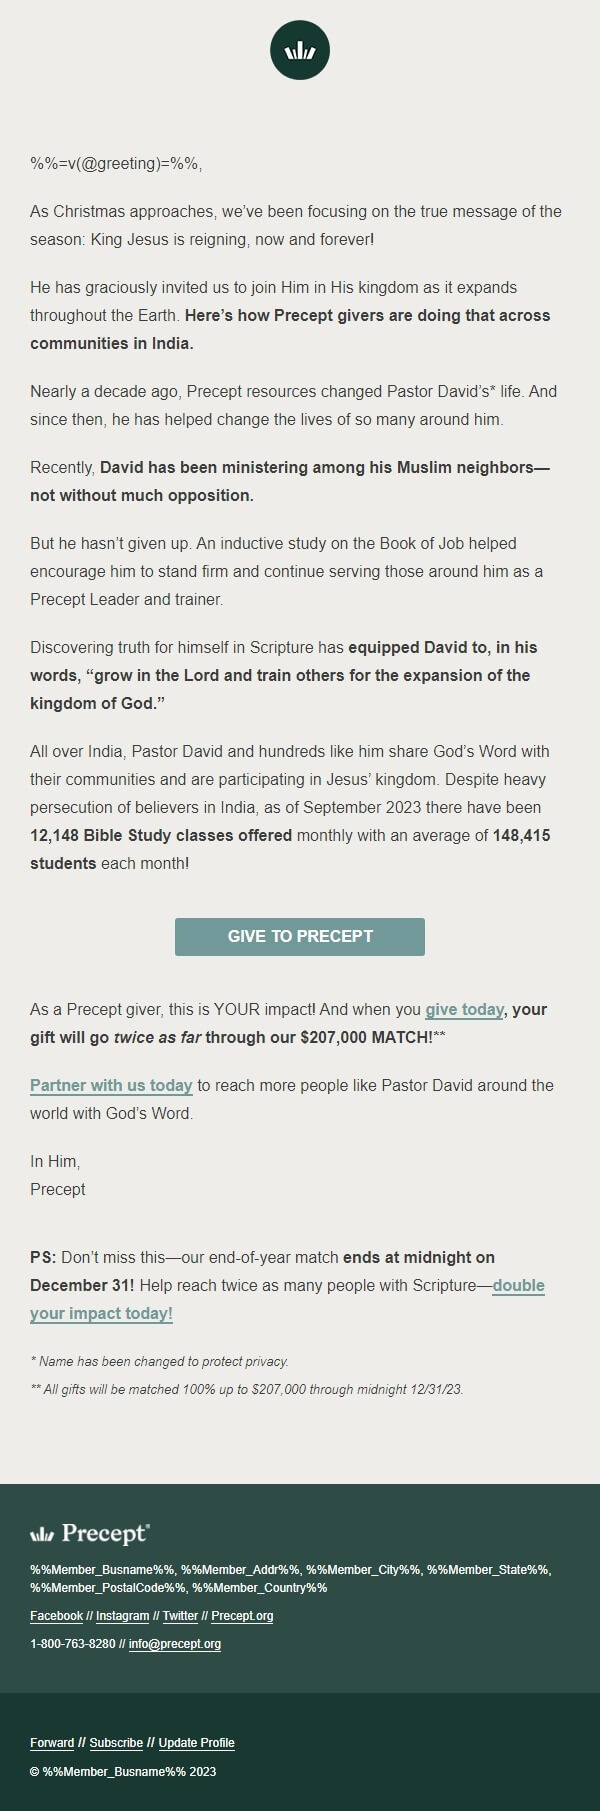 %%=v(@greeting)=%%,
As Christmas approaches, we’ve been focusing on the true message of the
season: King Jesus is reigning, now and forever!
He has graciously invited us to join Him in His kingdom as it expands
throughout the Earth. Here’s how Precept givers are doing that across
communities in India.
Nearly a decade ago, Precept resources changed Pastor David’s* life. And
since then, he has helped change the lives of so many around him.
Recently, David has been ministering among his Muslim neighbors—
not without much opposition.
But he hasn’t given up. An inductive study on the Book of Job helped
encourage him to stand firm and continue serving those around him as a
Precept Leader and trainer.
Discovering truth for himself in Scripture has equipped David to, in his
words, “grow in the Lord and train others for the expansion of the
kingdom of God.”
All over India, Pastor David and hundreds like him share God’s Word with
their communities and are participating in Jesus’ kingdom. Despite heavy
persecution of believers in India, as of September 2023 there have been
12,148 Bible Study classes offered monthly with an average of 148,415
students each month!
GIVE TO PRECEPT
As a Precept giver, this is YOUR impact! And when you give today, your
gift will go twice as far through our $207,000 MATCH!**
Partner with us today to reach more people like Pastor David around the
world with God’s Word.
In Him,
Precept
PS: Don’t miss this—our end-of-year match ends at midnight on
December 31! Help reach twice as many people with Scripture—double
your impact today!
* Name has been changed to protect privacy.
** All gifts will be matched 100% up to $207,000 through midnight 12/31/23.
Precept®
%%Member_Busname%%, %%Member_Addr%%, %%Member_City%%, %%Member_State%%,
%%Member_PostalCode%%, %%Member_Country%%
Facebook // Instagram // Twitter // Precept.org
1-800-763-8280 // info@precept.org
Forward // Subscribe // Update Profile
© %%Member_Busname%% 2023